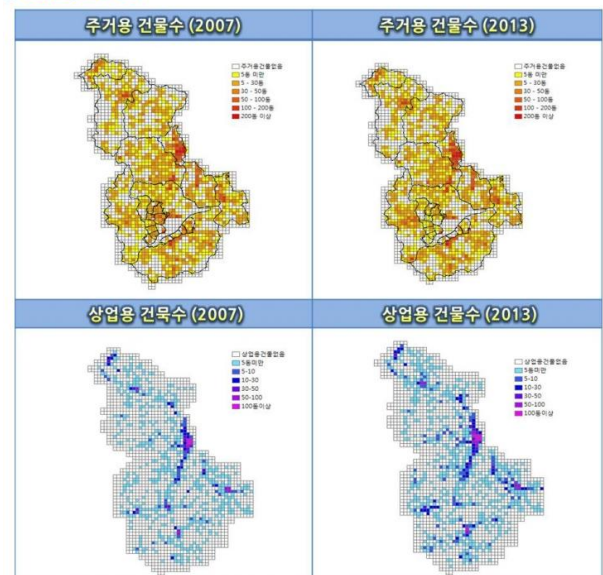 주거용 건물수 (2007)
주거용 건물수 (2013)
주거용건물없음
5동 미만
5 - 30동
30 - 50동
50 - 100동
100 - 200동
200동 이상
주거용건물없음
5동 미만
5 - 30동
30 - 50동
50 - 100동
100 - 200동
200동 이상
상업용 건묵수 (2007)
상업용 건물수 (2013)
상업용건물없음
5동미만
5-10
10-30
30-50
50-100
100동이상
상업용건물없음
5동미만
5-10
10-30
30-50
50-100
100동이상